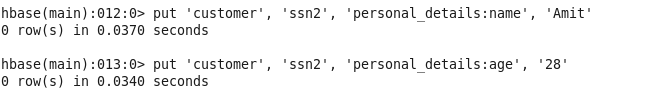 hbase(main):012:0> put 'customer', 'ssn2', 'personal_details:name', 'Amit'
0 row(s) in 0.0370 seconds
hbase(main):013:0> put 'customer', 'ssn2', 'personal_details:age', '28'
0 row(s) in 0.0340 seconds